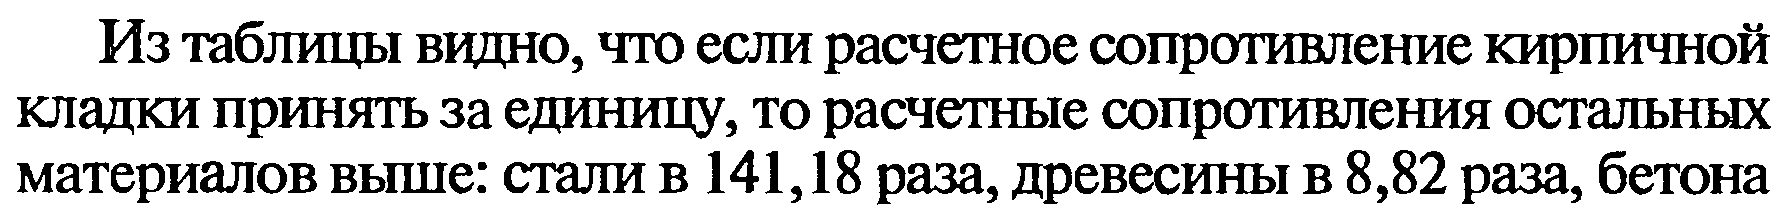 Из таблицы видно, что если расчетное сопротивление кирпичной
кладки принять за единицу, то расчетные сопротивления остальных
материалов выше: стали в 141,18 раза, древесины в 8,82 раза, бетона